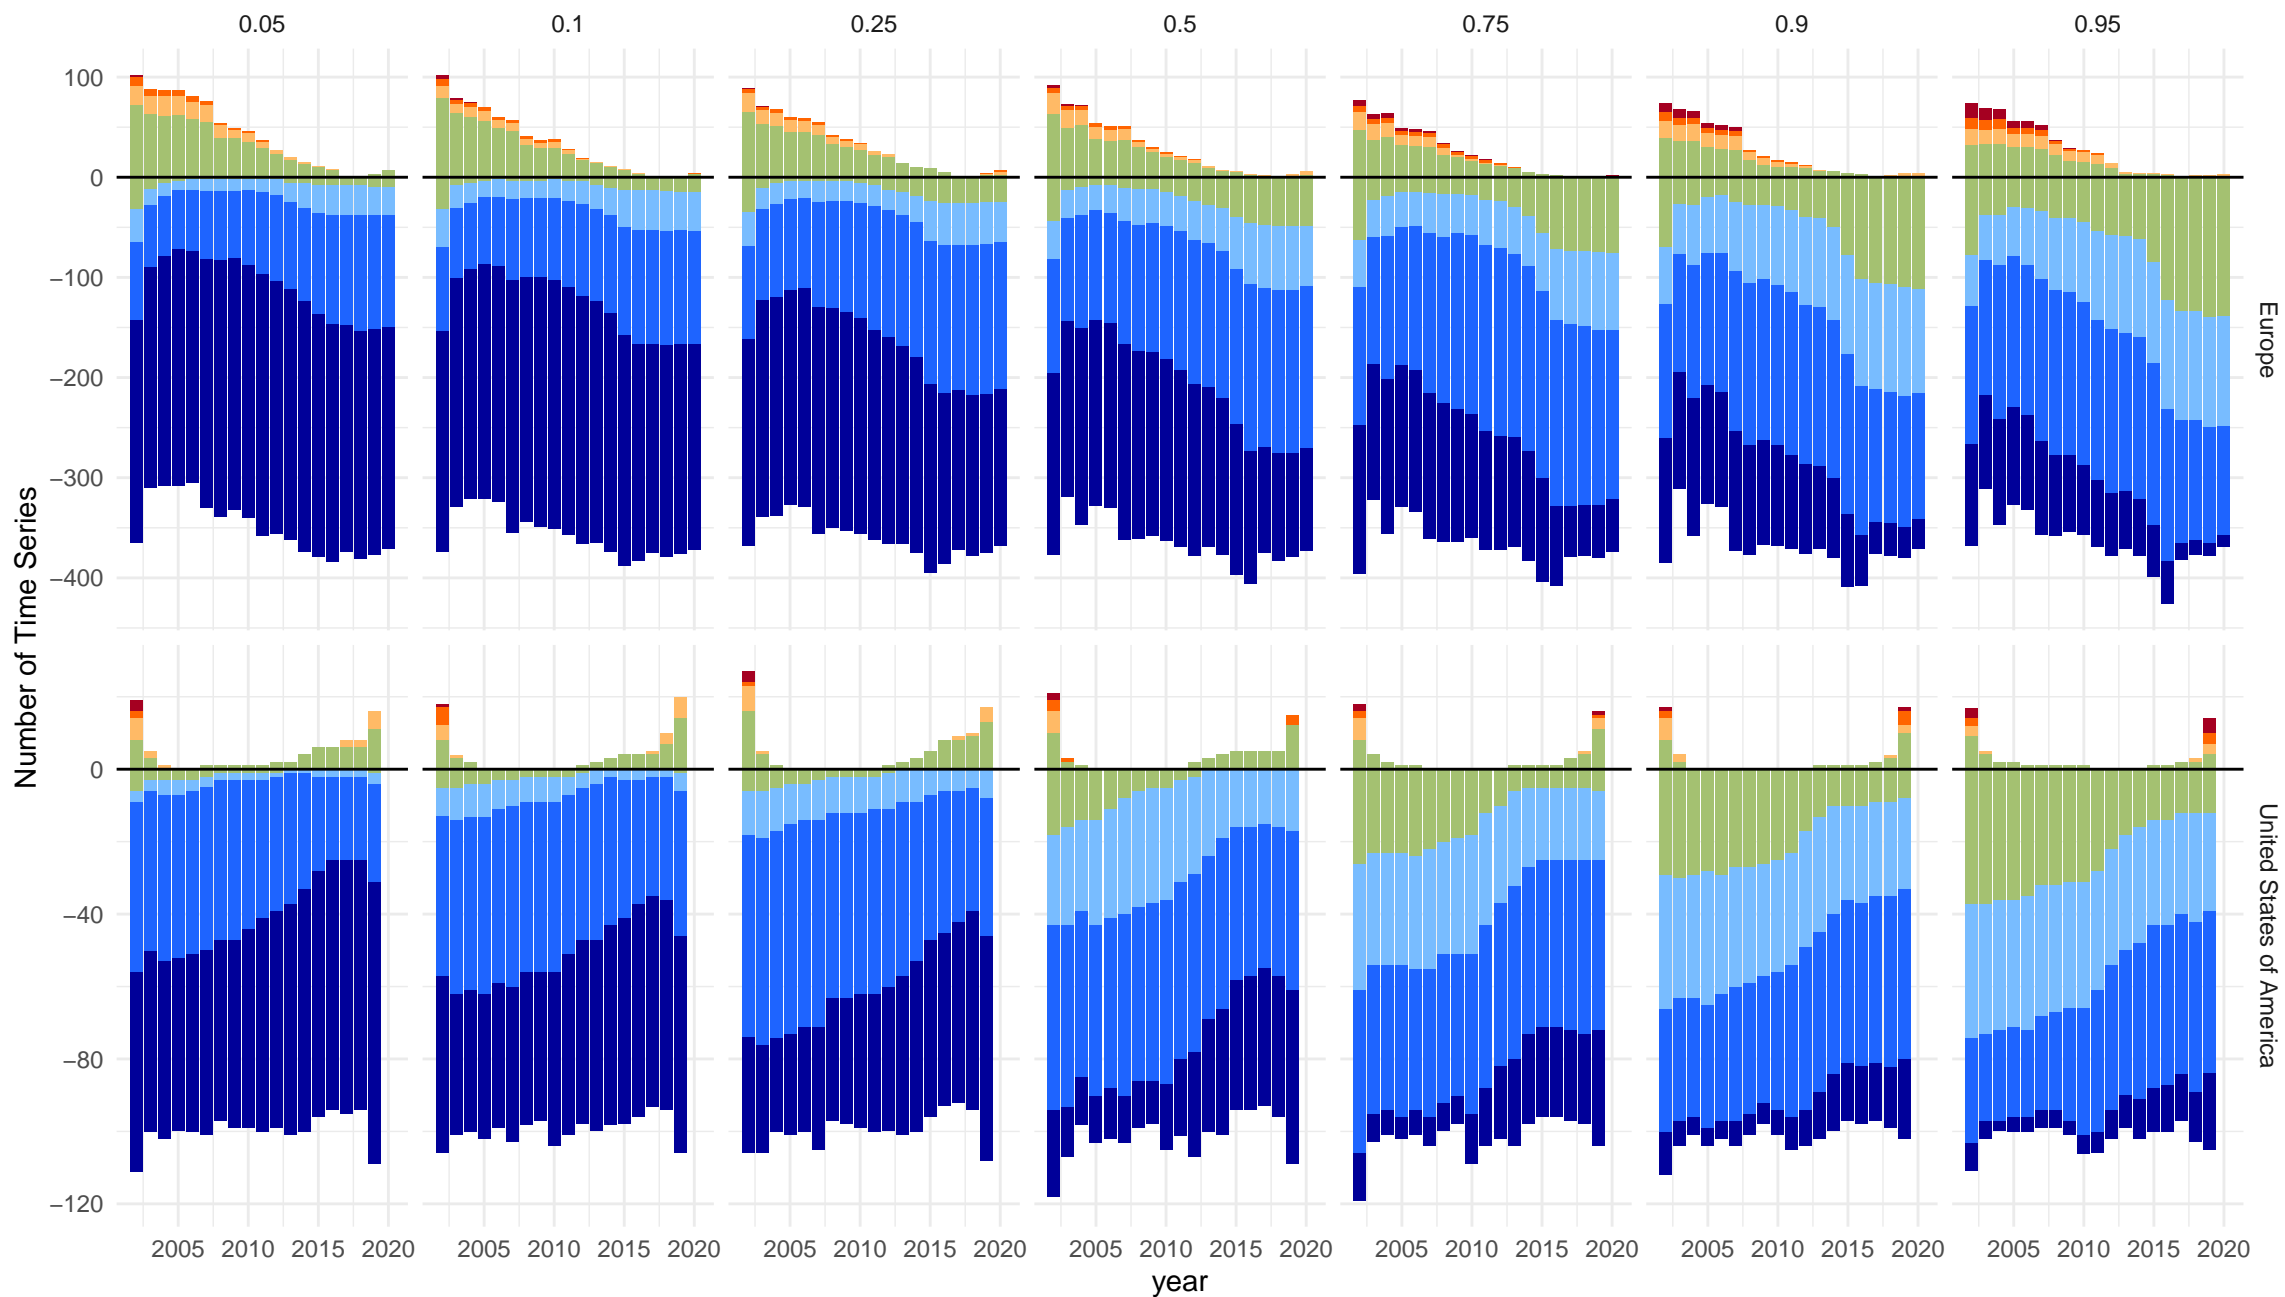 0.05 0.1 0.25 0.5 0.75 0.9 0.95
100
0
−100
−200
−300
−400
Europe
Number of Time Series
0
−40
−80
−120
United States of America
2005 2010 2015 2020 2005 2010 2015 2020 2005 2010 2015 2020 2005 2010 2015 2020 2005 2010 2015 2020 2005 2010 2015 2020 2005 2010 2015 2020
year